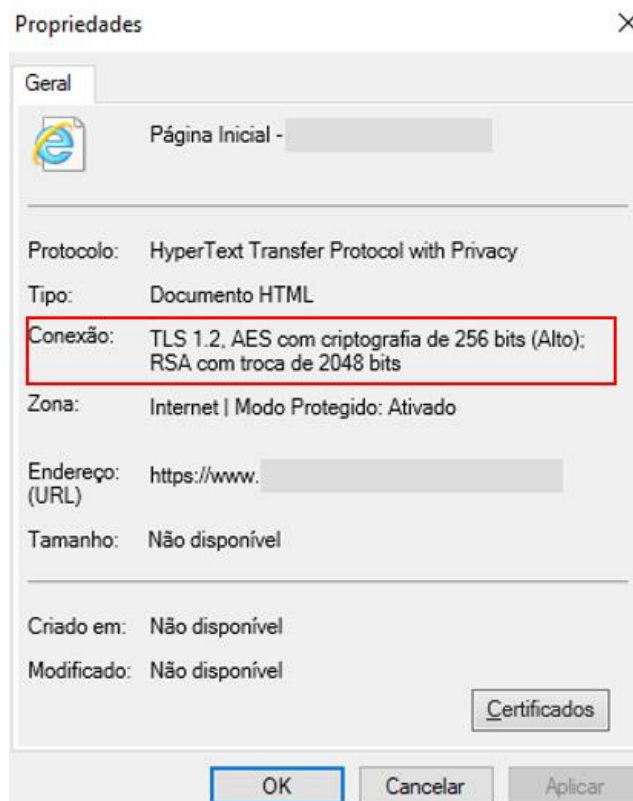 Propriedades
Geral
Página Inicial -
Protocolo: HyperText Transfer Protocol with Privacy
Tipo: Documento HTML
Conexão: TLS 1.2, AES com criptografia de 256 bits (Alto);
RSA com troca de 2048 bits
Zona: Internet | Modo Protegido: Ativado
Endereço: https://www.
(URL)
Tamanho: Não disponível
Criado em: Não disponível
Modificado: Não disponível
Certificados
OK Cancelar Aplicar